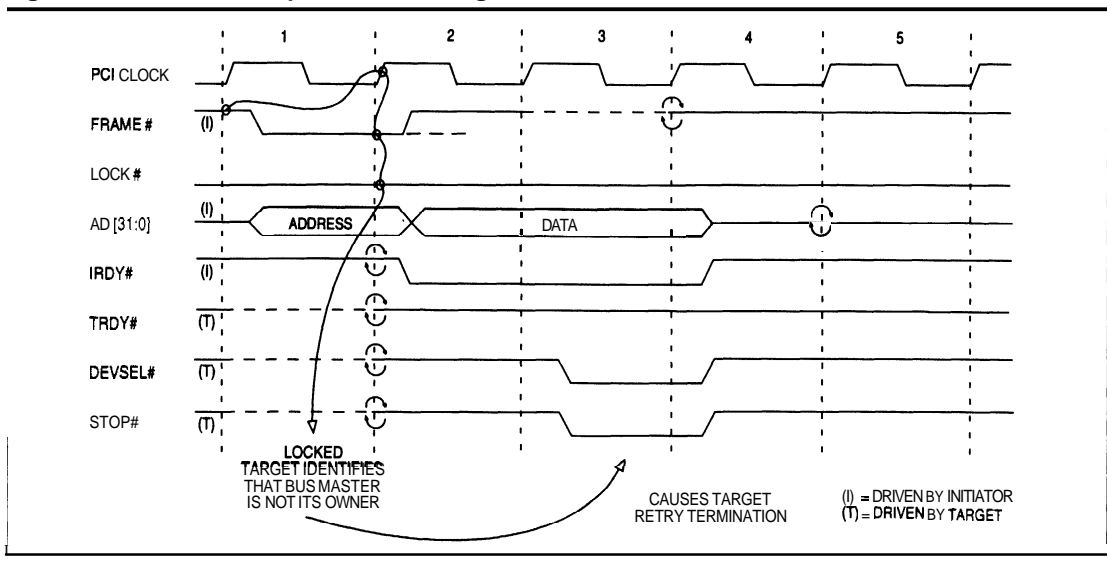 1 2 3 4 5
PCI CLOCK
FRAME # (I)
LOCK #
AD [31:0] (I) ADDRESS DATA
IRDY# (I)
TRDY# (T)
DEVSEL# (T)
STOP# (T)
LOCKED
TARGET IDENTIFIES
THAT BUS MASTER
IS NOT ITS OWNER
CAUSES TARGET
RETRY TERMINATION
(I) = DRIVEN BY INITIATOR
(T) = DRIVEN BY TARGET